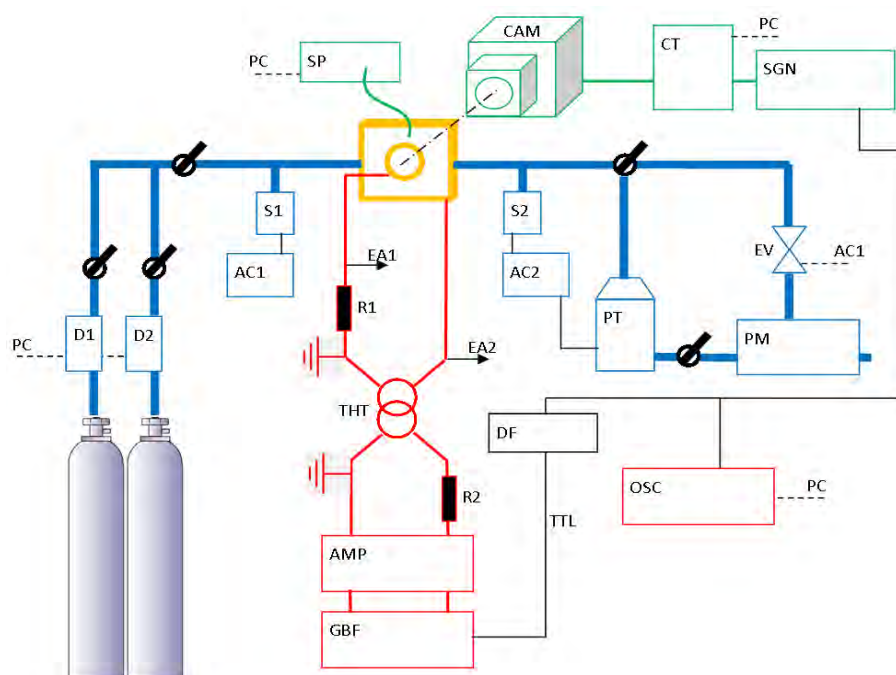 CAM
PC
CT
SP
PC
SGN
S1
S2
EA1
AC1
AC2
EV
AC1
R1
PT
PC
D1
D2
EA2
PM
THT
DF
R2
OSC
PC
TTL
AMP
GBF